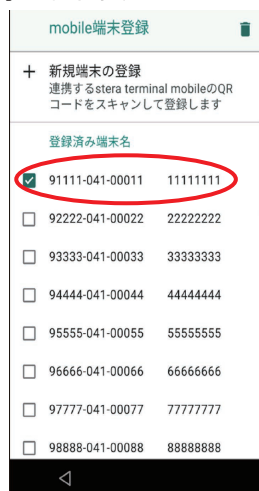 mobile端末登録
新規端末の登録
連携するstera terminal mobileのQR
コードをスキャンして登録します
登録済み端末名
91111-041-00011 11111111
92222-041-00022 22222222
93333-041-00033 33333333
94444-041-00044 44444444
95555-041-00055 55555555
96666-041-00066 66666666
97777-041-00077 77777777
98888-041-00088 88888888